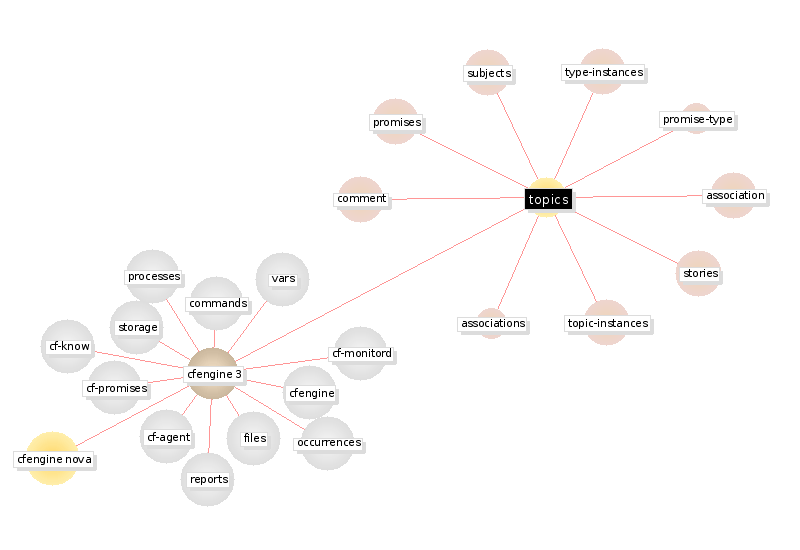 subjects
type-instances
promises
promise-type
comment
topics
association
stories
associations
topic-instances
processes
vars
commands
storage
cf-know
cf-monitord
cfengine 3
cf-promises
cfengine
cf-agent
files
occurrences
cfengine nova
reports